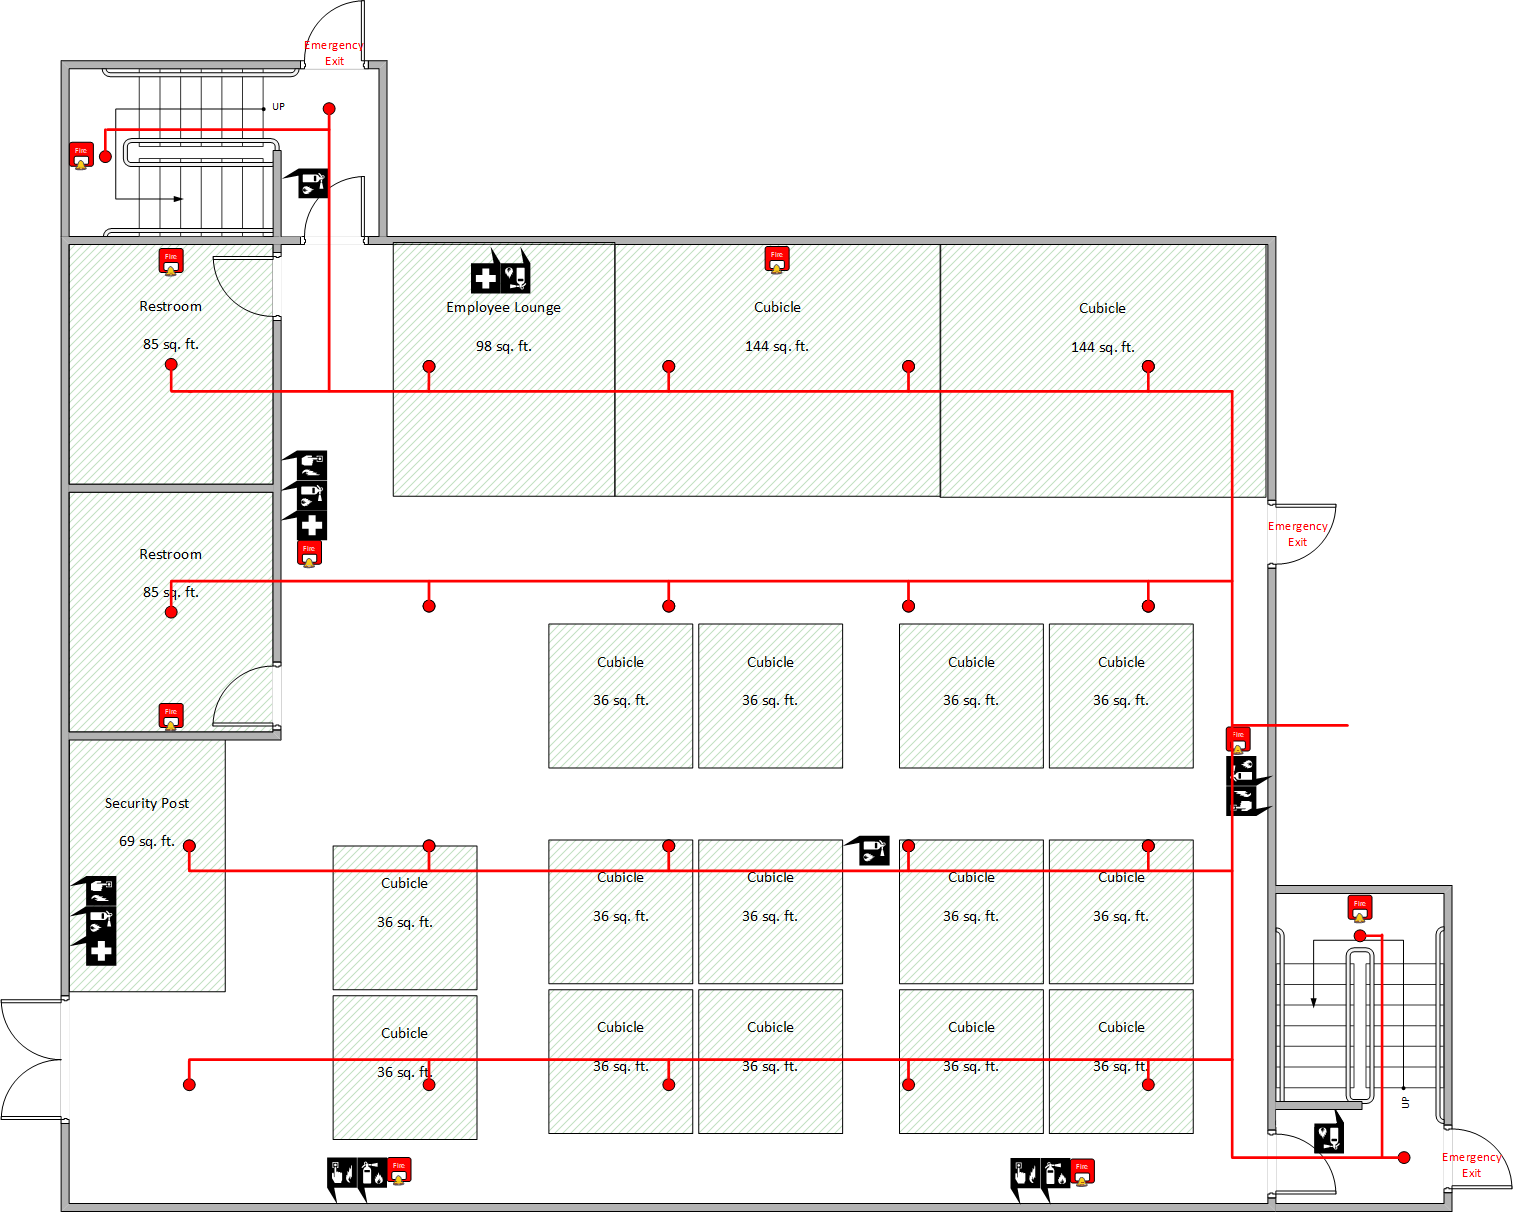 Emergency
Exit
UP
Fire
Fire
Fire
Restroom
85 sq. ft.
Employee Lounge
98 sq. ft.
Cubicle
144 sq. ft.
Cubicle
144 sq. ft.
Emergency
Exit
Fire
Restroom
85 sq. ft.
Fire
Cubicle
36 sq. ft.
Cubicle
36 sq. ft.
Cubicle
36 sq. ft.
Cubicle
36 sq. ft.
Fire
Security Post
69 sq. ft.
Cubicle
36 sq. ft.
Cubicle
36 sq. ft.
Cubicle
36 sq. ft.
Cubicle
36 sq. ft.
Cubicle
36 sq. ft.
Fire
Cubicle
36 sq. ft.
Cubicle
36 sq. ft.
Cubicle
36 sq. ft.
Cubicle
36 sq. ft.
Cubicle
36 sq. ft.
UP
Fire
Fire
Emergency
Exit